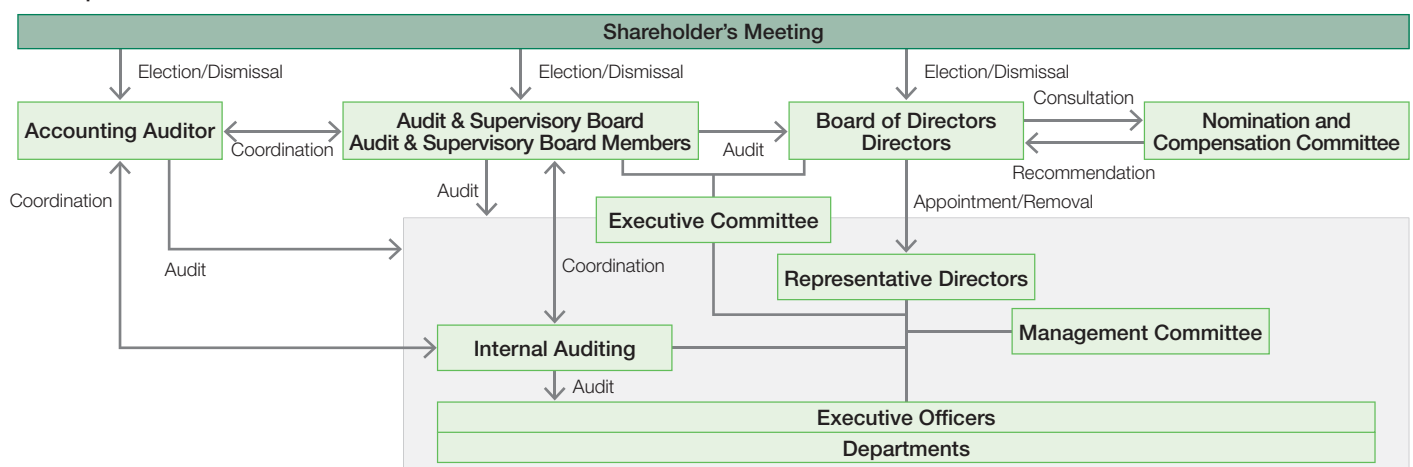 Shareholder's Meeting
Election/Dismissal
Election/Dismissal
Election/Dismissal
Consultation
Accounting Auditor
Coordination
Audit & Supervisory Board
Audit & Supervisory Board Members
Audit
Board of Directors
Directors
Nomination and
Compensation Committee
Recommendation
Coordination
Audit
Executive Committee
Appointment/Removal
Audit
Coordination
Representative Directors
Management Committee
Internal Auditing
Audit
Executive Officers
Departments